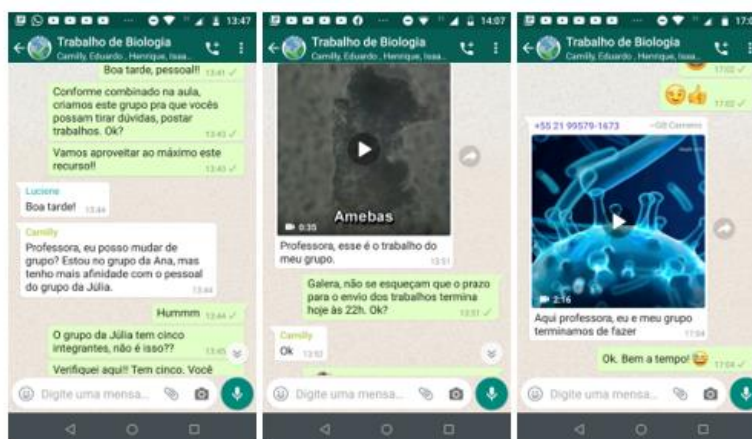 13:47
Trabalho de Biologia
Camilly, Eduardo , Henrique, Isaa...
Boa tarde, pessoal!!
13:41
Conforme combinado na aula,
criamos este grupo pra que vocês
possam tirar dúvidas, postar
trabalhos. Ok?
13:43
Vamos aproveitar ao máximo este
recurso!!
13:43
Luciene
Boa tarde!
13:44
Camilly
Professora, eu posso mudar de
grupo? Estou no grupo da Ana, mas
tenho mais afinidade com o pessoal
do grupo da Júlia.
13:44
Hummm
13:44
O grupo da Júlia tem cinco
integrantes, não é isso??
13:45
Verifiquei aqui!! Tem cinco. Você
Digite uma mensa...
14:07
Trabalho de Biologia
Camilly, Eduardo , Henrique, Isaa...
Amebas
0:35
Professora, esse é o trabalho do
meu grupo.
13:51
Galera, não se esqueçam que o prazo
para o envio dos trabalhos termina
hoje às 22h. Ok?
13:51
Camilly
Ok
13:52
Digite uma mensa...
Trabalho de Biologia
Camilly, Eduardo , Henrique, Isaa...
17:02
17:02
+55 21 99579-1673
2:16
Aqui professora, eu e meu grupo
terminamos de fazer
17:04
Ok. Bem a tempo!
17:04
Digite uma mensa...